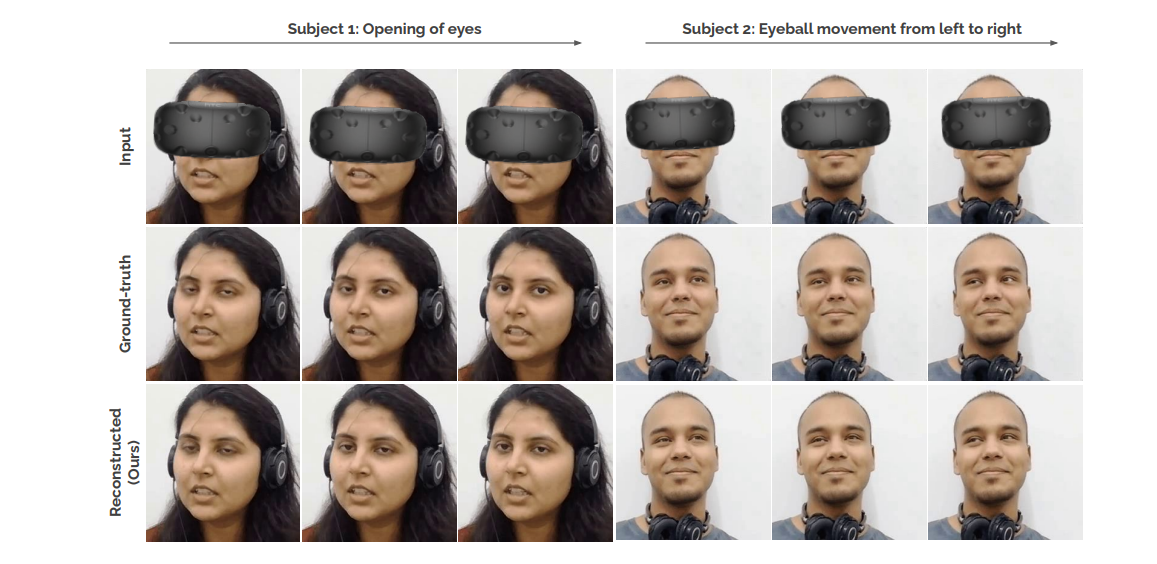 Subject 1: Opening of eyes
Subject 2: Eyeball movement from left to right
Input
Ground-truth
Reconstructed
(Ours)